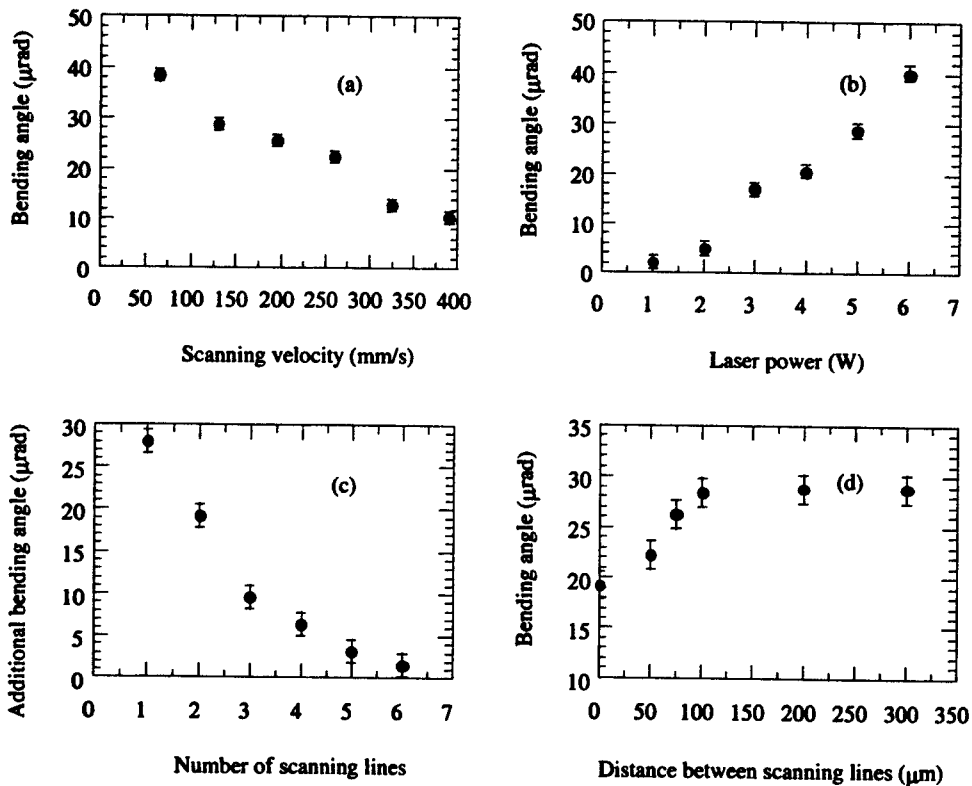 Bending angle (μrad)
50
40
30
20
10
0
(a)
0 50 100 150 200 250 300 350 400
Scanning velocity (mm/s)
Bending angle (μrad)
50
40
30
20
10
0
(b)
0 1 2 3 4 5 6 7
Laser power (W)
Additional bending angle (μrad)
30
25
20
15
10
5
0
(c)
0 1 2 3 4 5 6 7
Number of scanning lines
Bending angle (μrad)
35
30
25
20
15
10
(d)
0 50 100 150 200 250 300 350
Distance between scanning lines (μm)